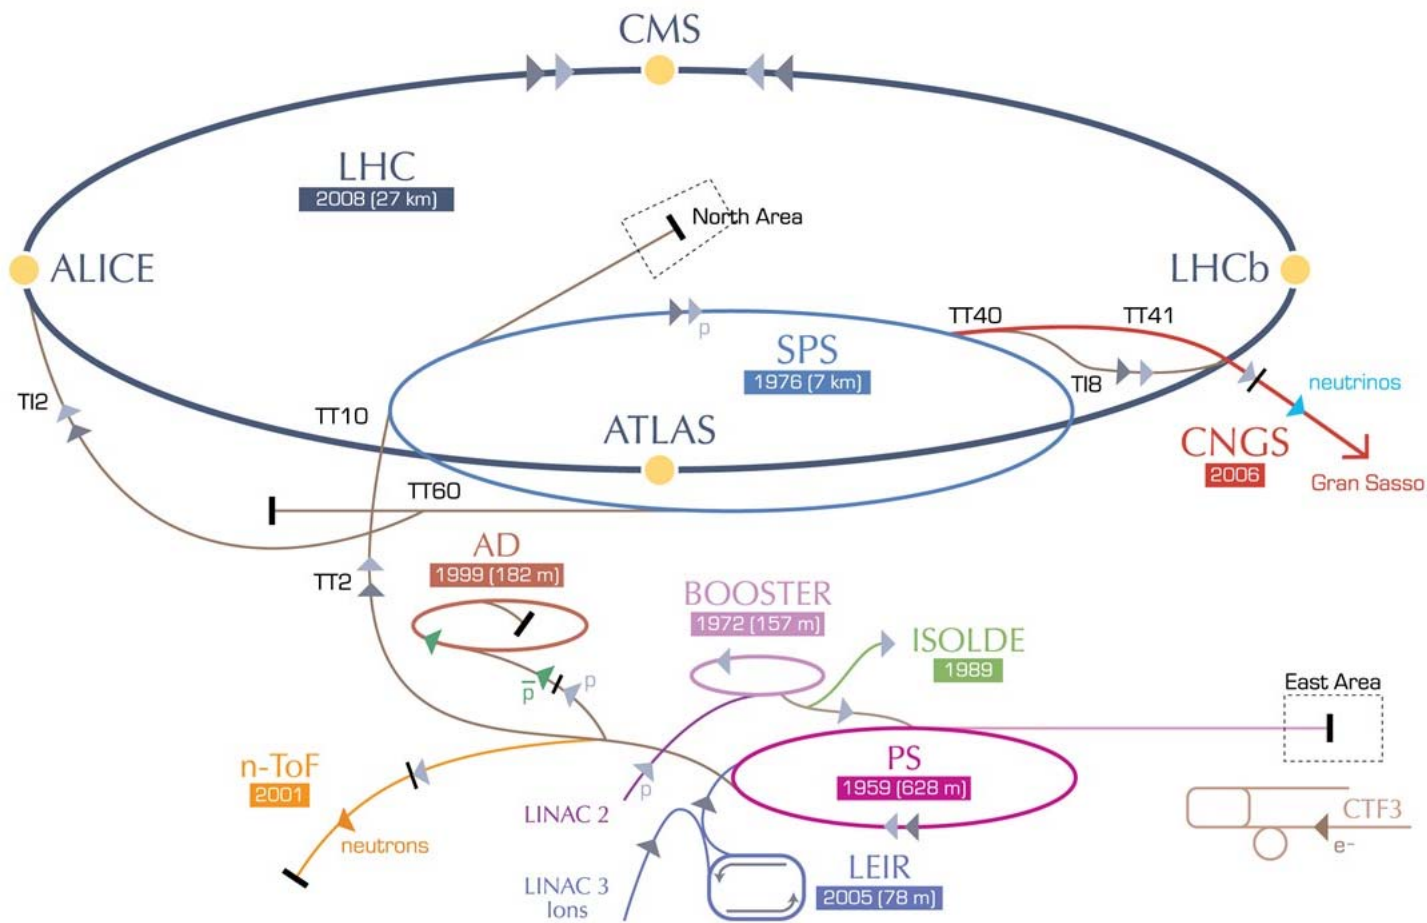 CMS
LHC
2008 (27 km)
North Area
ALICE
LHCb
TT40
TT41
p
SPS
1976 (7 km)
TI8
neutrinos
TI2
TT10
ATLAS
CNGS
2006
Gran Sasso
TT60
AD
1999 (182 m)
TT2
BOOSTER
1972 (157 m)
ISOLDE
1989
p̅
p
East Area
n-ToF
2001
PS
1959 (628 m)
p
LINAC 2
CTF3
e-
neutrons
LEIR
2005 (78 m)
LINAC 3
Ions